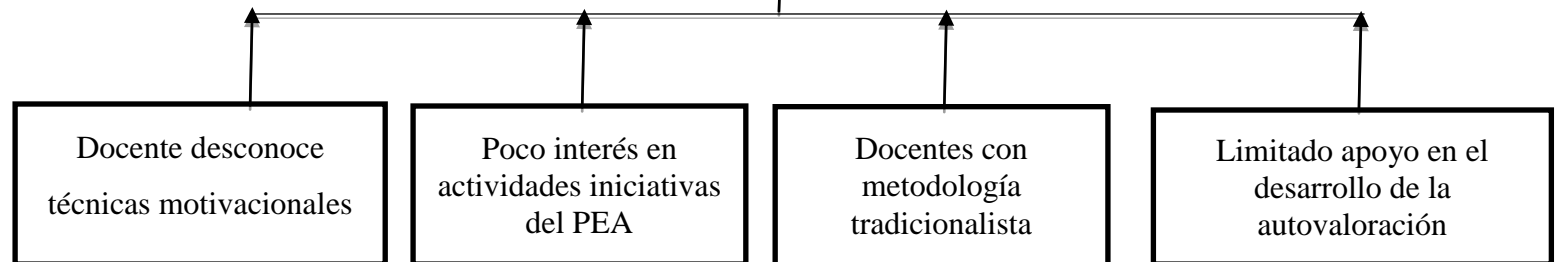 Docente desconoce
técnicas motivacionales
Poco interés en
actividades iniciativas
del PEA
Docentes con
metodología
tradicionalista
Limitado apoyo en el
desarrollo de la
autovaloración